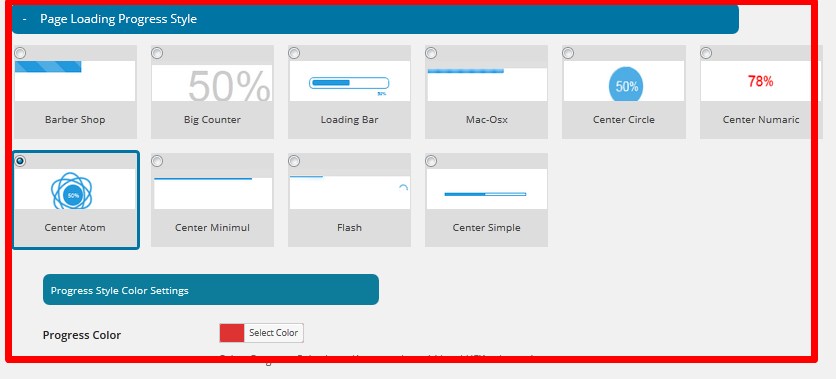 - Page Loading Progress Style
50% 50% 50% 78%
Barber Shop Big Counter Loading Bar Mac-Osx Center Circle Center Numaric
50%
Center Atom Center Minimul Flash Center Simple
Progress Style Color Settings
Progress Color Select Color